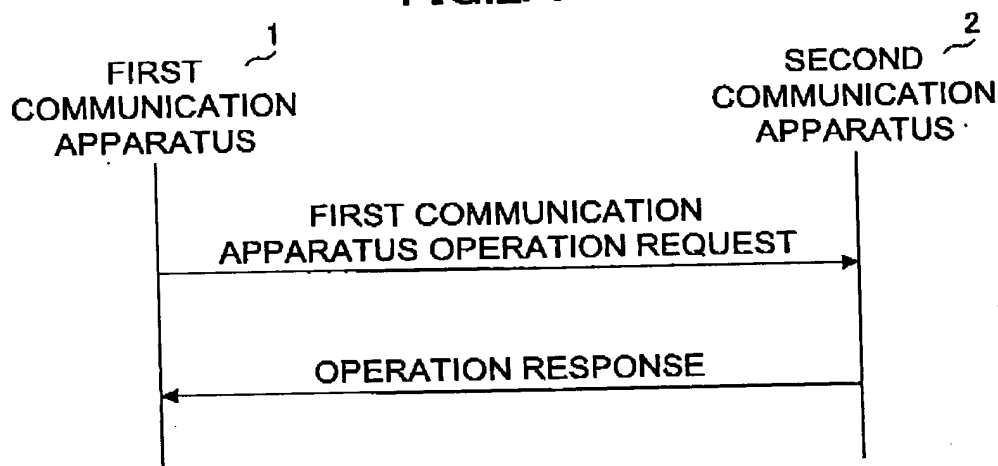 1
FIRST
COMMUNICATION
APPARATUS
2
SECOND
COMMUNICATION
APPARATUS
FIRST COMMUNICATION
APPARATUS OPERATION REQUEST
OPERATION RESPONSE